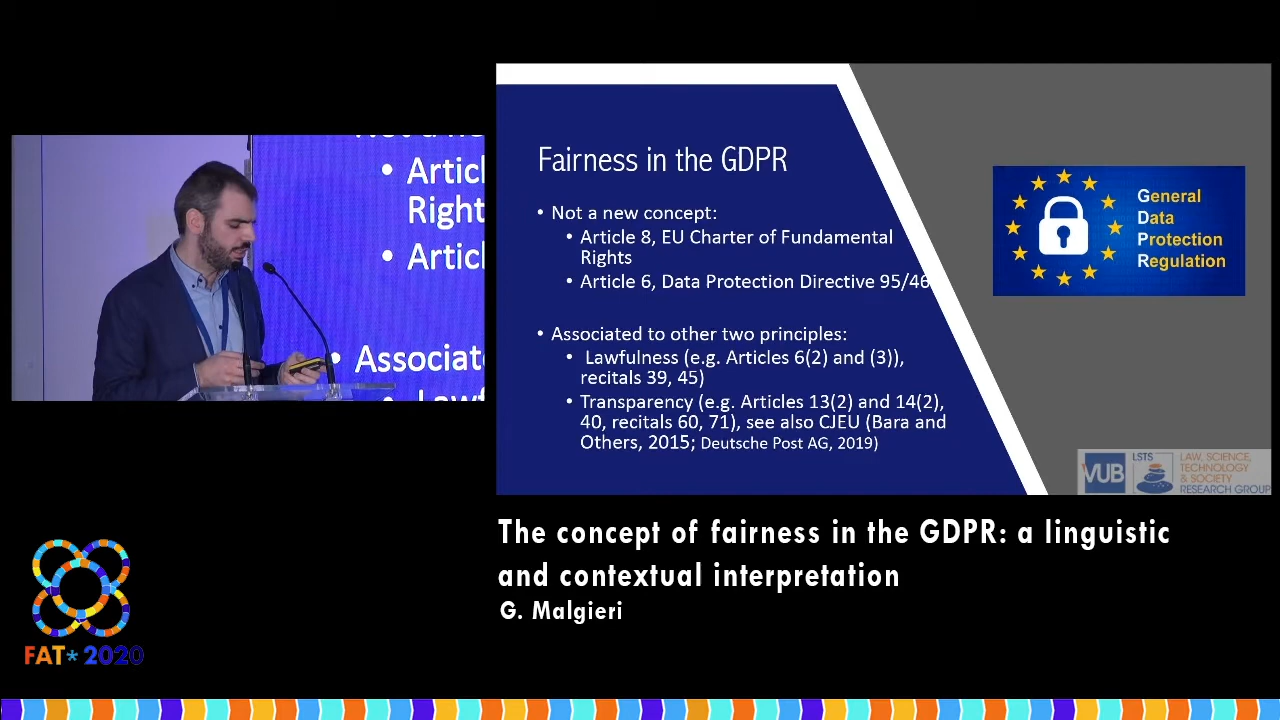 Artic
Right
Artic
Associat
Fairness in the GDPR
• Not a new concept:
• Article 8, EU Charter of Fundamental
Rights
• Article 6, Data Protection Directive 95/46
• Associated to other two principles:
• Lawfulness (e.g. Articles 6(2) and (3)),
recitals 39, 45)
• Transparency (e.g. Articles 13(2) and 14(2),
40, recitals 60, 71), see also CJEU (Bara and
Others, 2015; Deutsche Post AG, 2019)
General
Data
Protection
Regulation
VUB
LSTS
LAW, SCIENCE,
TECHNOLOGY
& SOCIETY
RESEARCH GROUP
The concept of fairness in the GDPR: a linguistic
and contextual interpretation
G. Malgieri
FAT* 2020